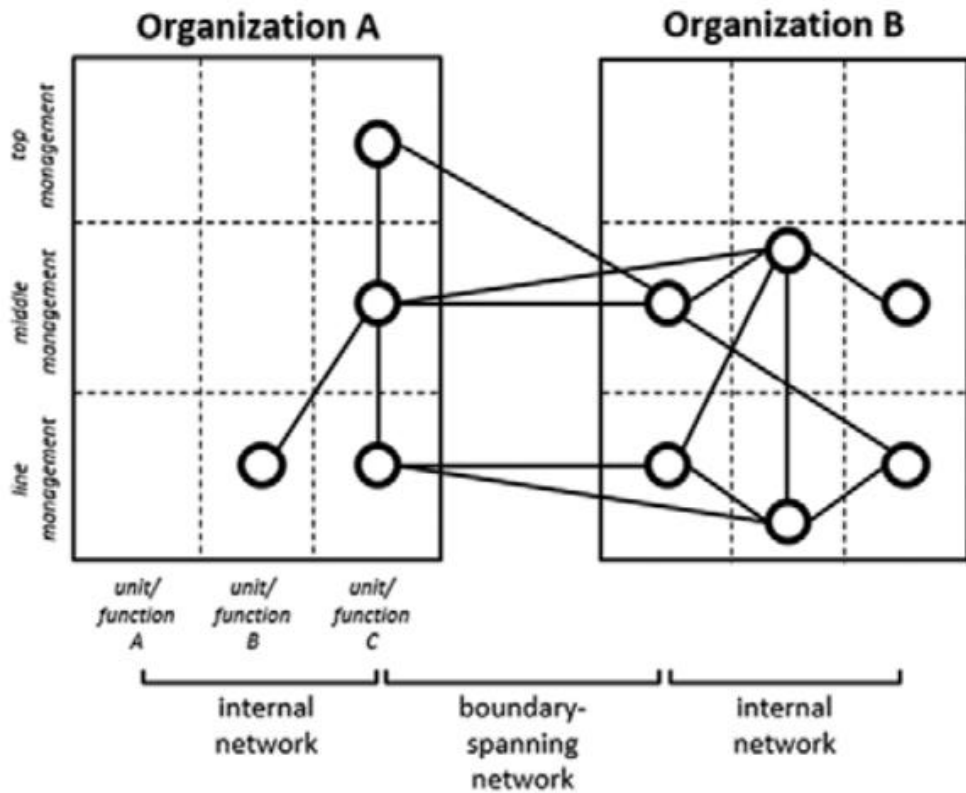 Organization A
Organization B
top
management
middle
management
line
management
unit/
function
A
unit/
function
B
unit/
function
C
internal
network
boundary-
spanning
network
internal
network